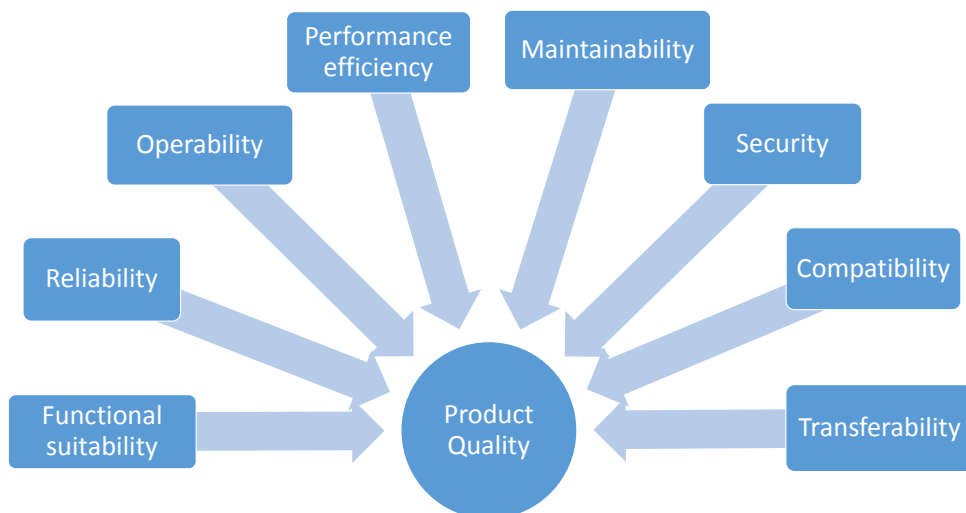 Performance
efficiency
Maintainability
Operability
Security
Reliability
Compatibility
Functional
suitability
Product
Quality
Transferability